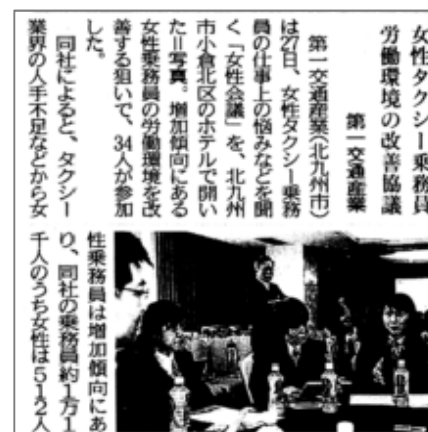 女性タクシー乗務員
労働環境の改善協議
第一交通産業
第一交通産業(北九州市)
は27日、女性タクシー乗務
員の仕事上の悩みなどを聞
く「女性会議」を、北九州
市小倉北区のホテルで開い
た=写真。増加傾向にある
女性乗務員の労働環境を改
善する狙いで、34人が参加
した。
同社によると、タクシー
業界の人手不足などから女
性乗務員は増加傾向にあ
り、同社の乗務員約1万1
千人のうち女性は512人